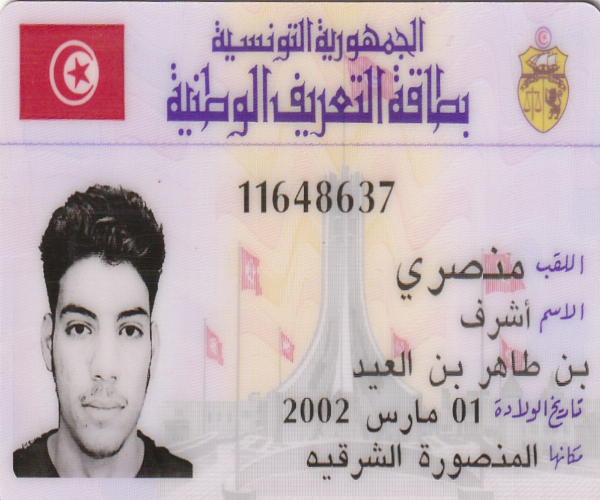 الجمهورية التونسية
بطاقة التعريف الوطنية
11648637
اللقب منصري
الاسم أشرف
بن طاهر بن العيد
تاريخ الولادة 01 مارس 2002
مكانها المنصورة الشرقيه